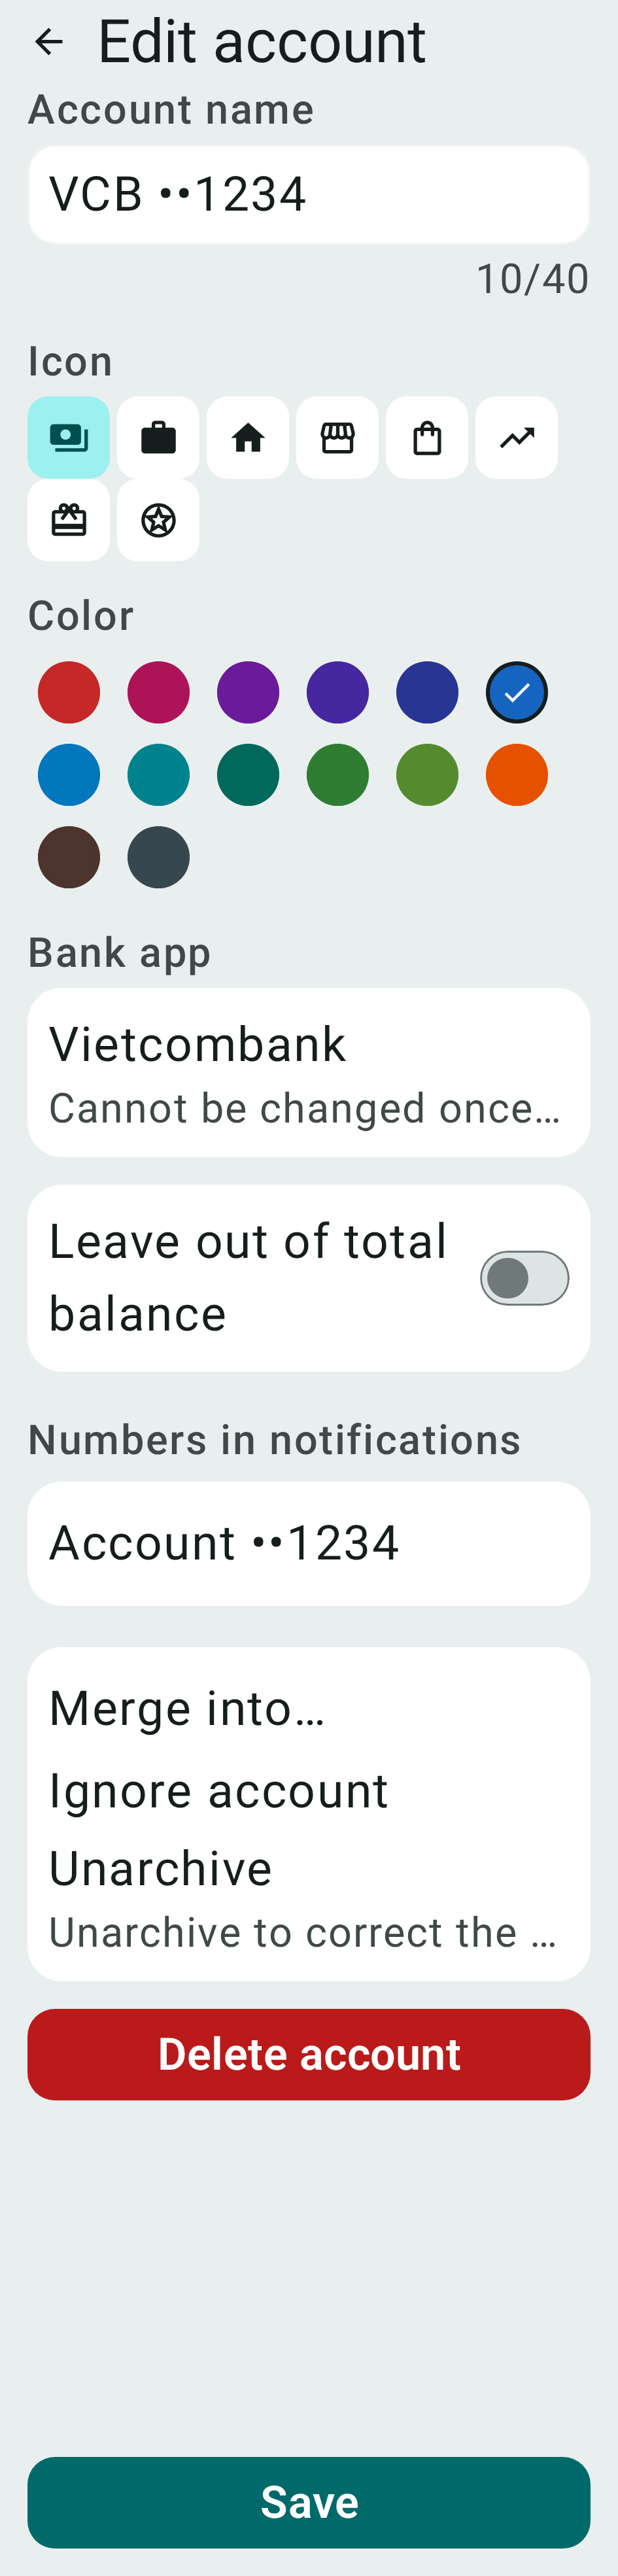 Edit account
Account name
VCB ••1234
10/40
Icon
Color
Bank app
Vietcombank
Cannot be changed once…
Leave out of total
balance
Numbers in notifications
Account ••1234
Merge into…
Ignore account
Unarchive
Unarchive to correct the …
Delete account
Save